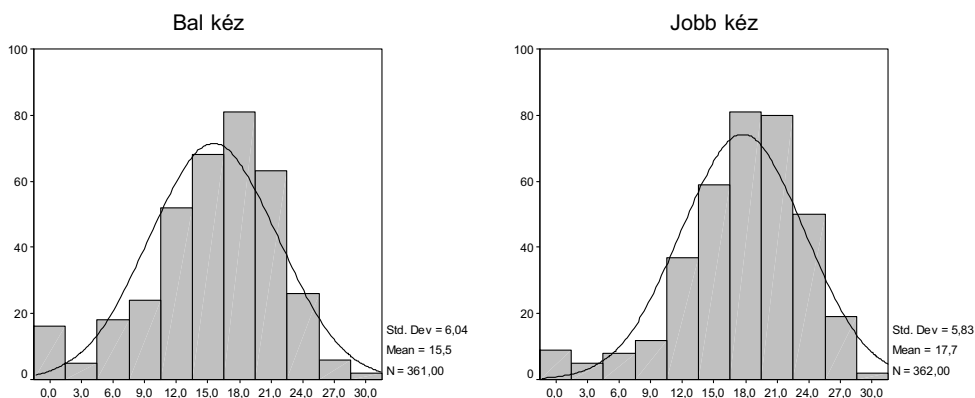 Bal kéz
100
80
60
40
20
0
0,0 3,0 6,0 9,0 12,0 15,0 18,0 21,0 24,0 27,0 30,0
Std. Dev = 6,04
Mean = 15,5
N = 361,00
Jobb kéz
100
80
60
40
20
0
0,0 3,0 6,0 9,0 12,0 15,0 18,0 21,0 24,0 27,0 30,0
Std. Dev = 5,83
Mean = 17,7
N = 362,00